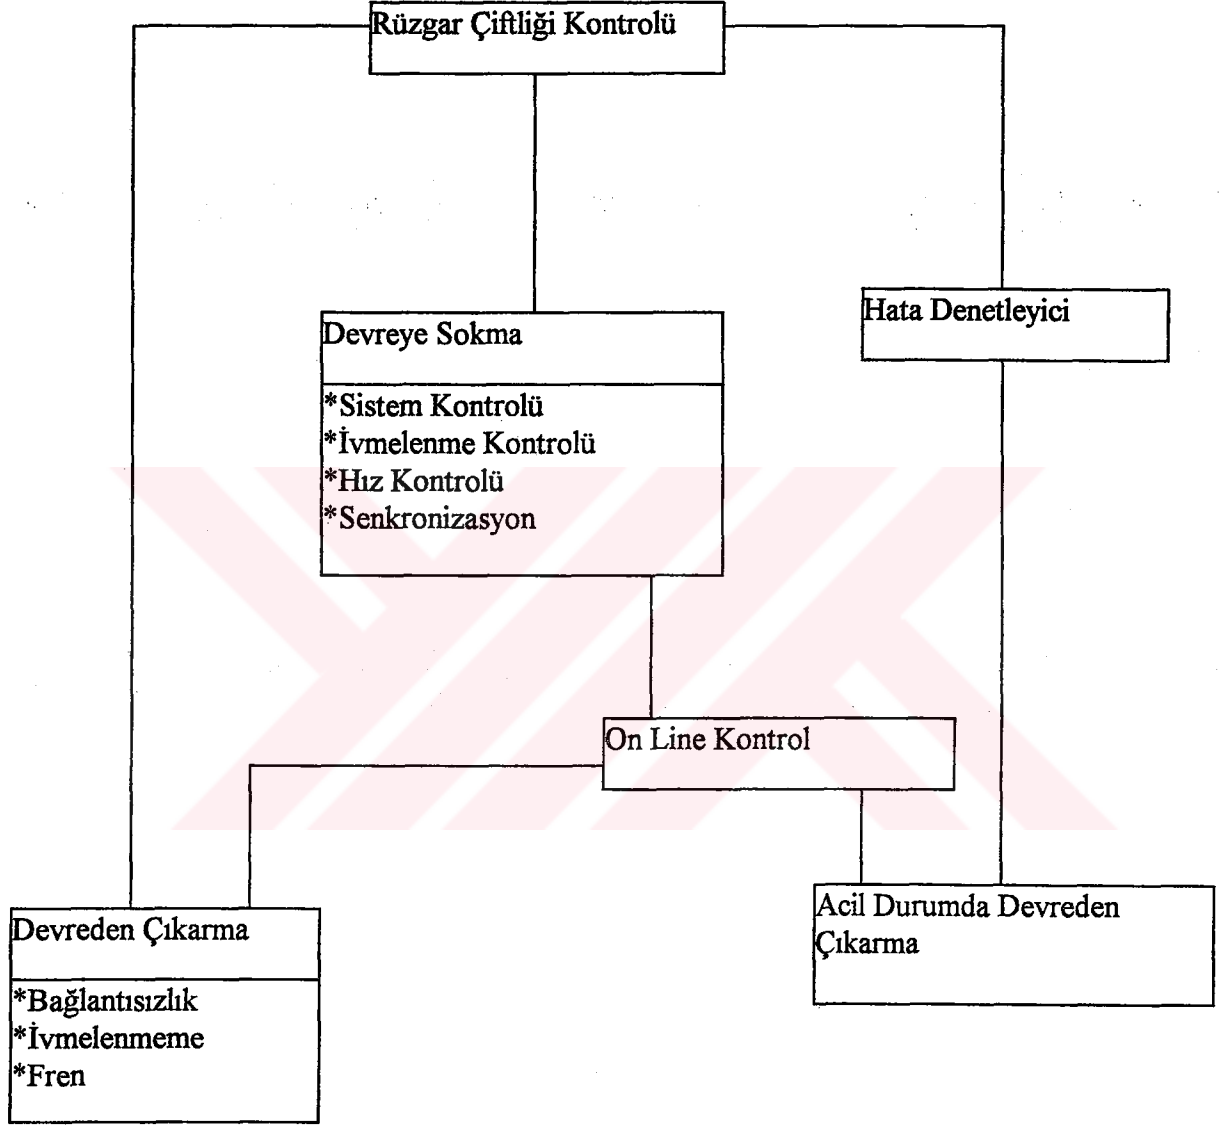 Rüzgar Çiftliği Kontrolü
Hata Denetleyici
Devreye Sokma
*Sistem Kontrolü
*İvmelenme Kontrolü
*Hız Kontrolü
*Senkronizasyon
On Line Kontrol
Acil Durumda Devreden
Çıkarma
Devreden Çıkarma
*Bağlantısızlık
*İvmelenmeme
*Fren